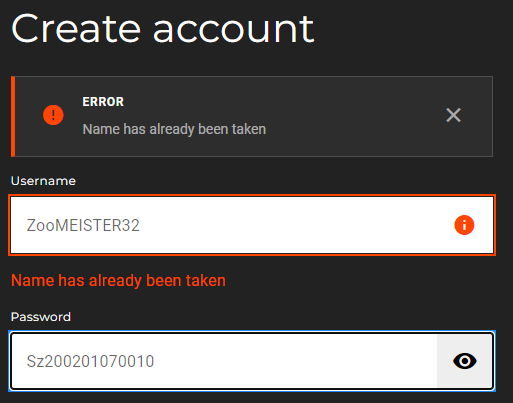 Create account
ERROR
Name has already been taken
Username
ZooMEISTER32
Name has already been taken
Password
Sz200201070010